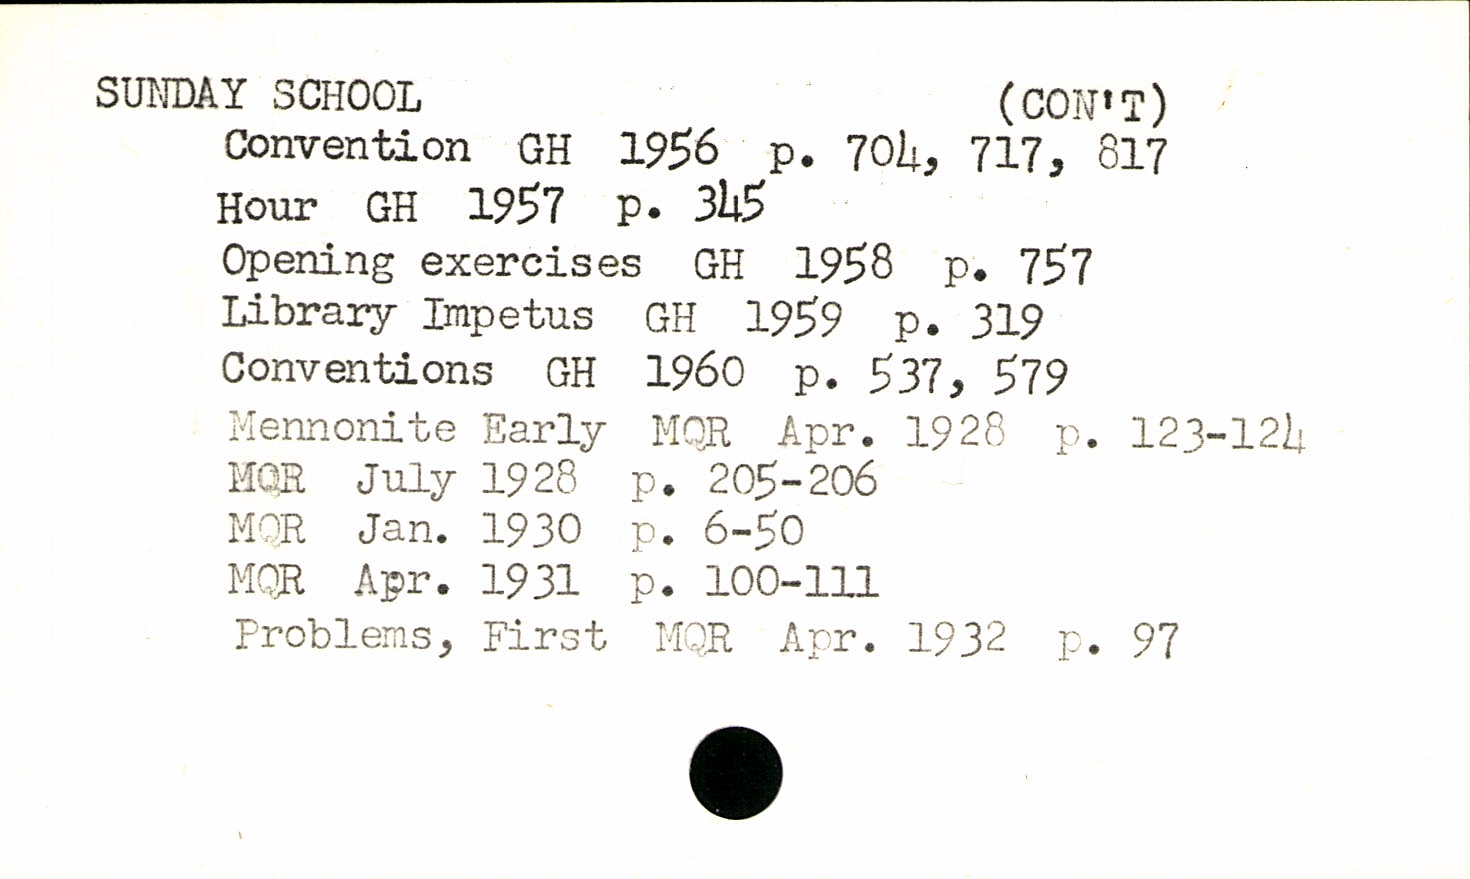 SUNDAY SCHOOL (CON'T)
Convention GH 1956 p. 704, 717, 817
Hour GH 1957 p. 345
Opening exercises GH 1958 p. 757
Library Impetus GH 1959 p. 319
Conventions GH 1960 p. 537, 579
Mennonite Early MQR Apr. 1928 p. 123-124
MQR July 1928 p. 205-206
MQR Jan. 1930 p. 6-50
MQR Apr. 1931 p. 100-111
Problems, First MQR Apr. 1932 p. 97